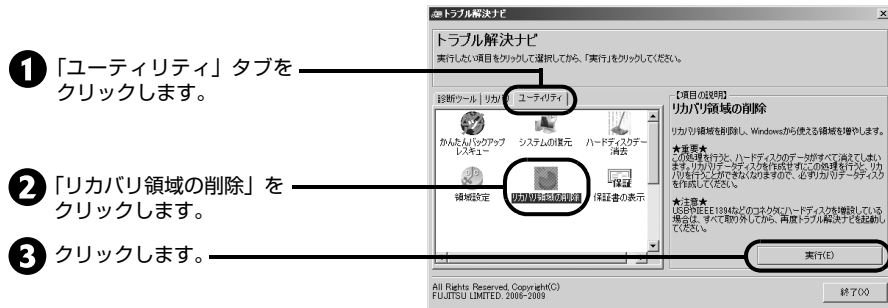 1 「ユーティリティ」タブを
クリックします。
2 「リカバリ領域の削除」を
クリックします。
3 クリックします。
トラブル解決ナビ
トラブル解決ナビ
実行したい項目をクリックして選択してから、「実行」をクリックしてください。
診断ツール
リカバリ
ユーティリティ
かんたんバックアップ
レスキュー
システムの復元
ハードディスクデータ
消去
領域設定
リカバリ領域の削除
保証書の表示
【項目の説明】
リカバリ領域の削除
リカバリ領域を削除し、Windowsから使える領域を増やします。
★重要★
この処理を行うと、ハードディスクのデータがすべて消えてしまい
ます。リカバリデータディスクを作成せずにこの処理を行うと、リカ
バリを行うことができなくなりますので、必ずリカバリデータディスク
を作成してください。
★注意★
USBやIEEE1394などのコネクタにハードディスクを増設している
場合は、すべて取り外してから、再度トラブル解決ナビを起動し
てください。
実行(E)
All Rights Reserved, Copyright(C)
FUJITSU LIMITED. 2006-2009
終了(X)